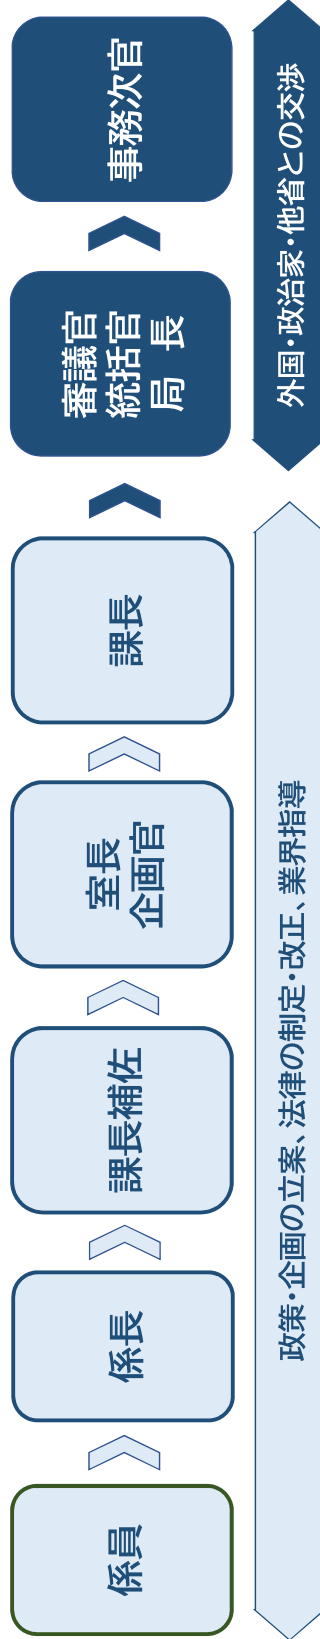 係員
係長
課長補佐
室長
企画官
課長
審議官
統括官
局 長
事務次官
政策・企画の立案、法律の制定・改正、業界指導
外国・政治家・他省との交渉